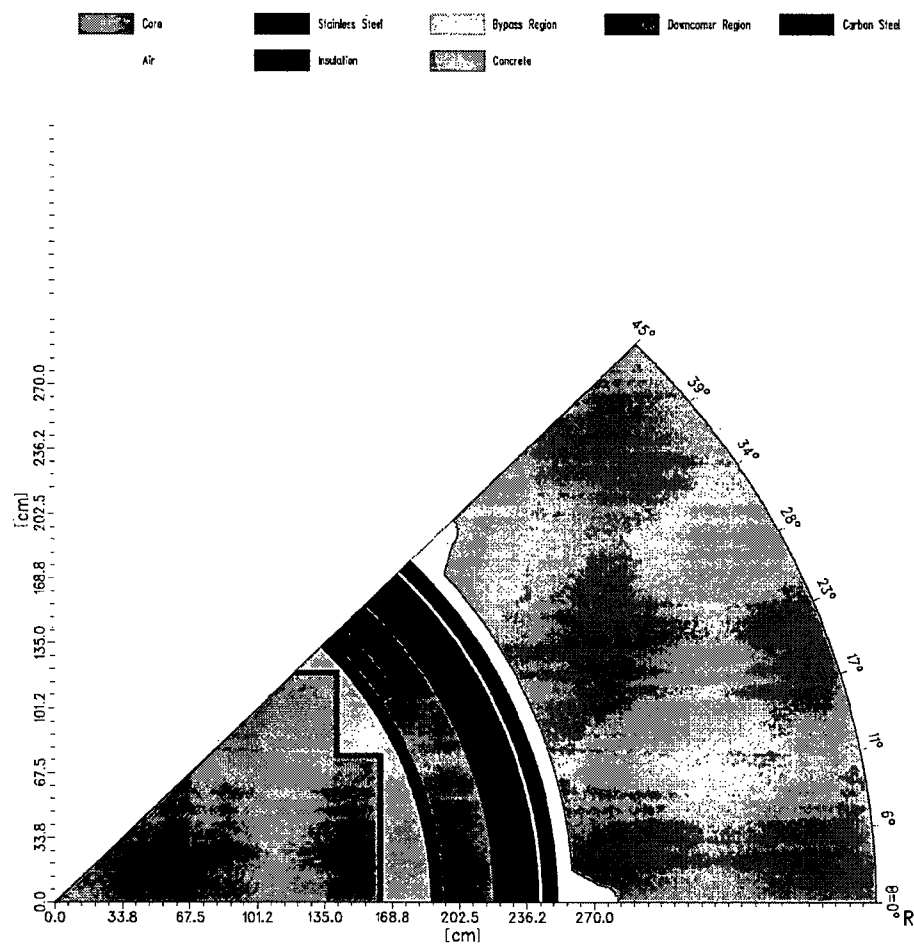 Core Stainless Steel Bypass Region Downcomer Region Carbon Steel
Air Insulation Concrete
45°
39°
270.0
34°
236.2
28°
[cm]
202.5
23°
168.8
17°
135.0
101.2
11°
67.5
6°
33.8
0.0
θ=0° R
0.0 33.8 67.5 101.2 135.0 168.8 202.5 236.2 270.0
[cm]